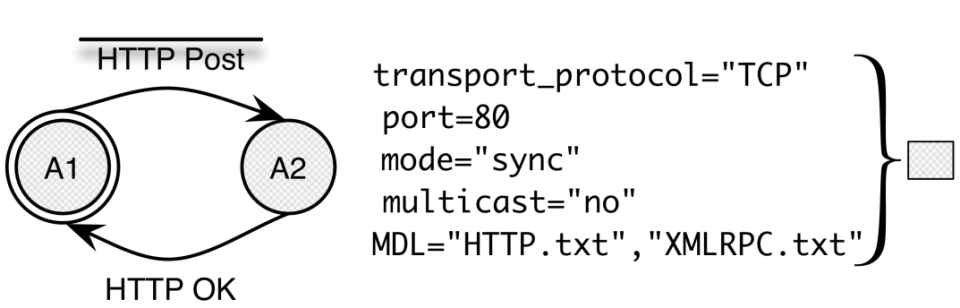 HTTP Post
A1
A2
HTTP OK
transport_protocol="TCP"
port=80
mode="sync"
multicast="no"
MDL="HTTP.txt","XMLRPC.txt"